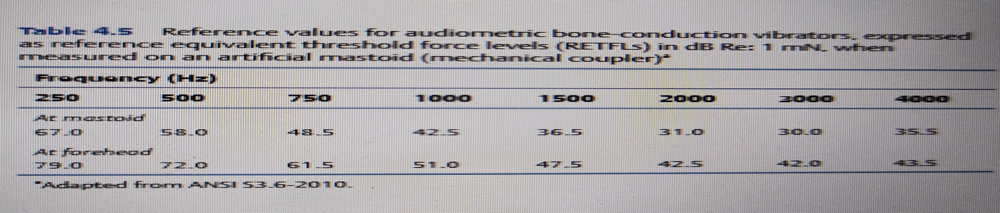 Table 4.5 Reference values for audiometric bone-conduction vibrators, expressed
as reference equivalent threshold force levels (RETFLs) in dB Re: 1 mN, when
measured on an artificial mastoid (mechanical coupler)ᵃ
Frequency (Hz)
250 500 750 1000 1500 2000 3000 4000
At mastoid
67.0 58.0 48.5 42.5 36.5 31.0 30.0 35.5
At forehead
79.0 72.0 61.5 51.0 47.5 42.5 42.0 43.5
ᵃAdapted from ANSI S3.6-2010.